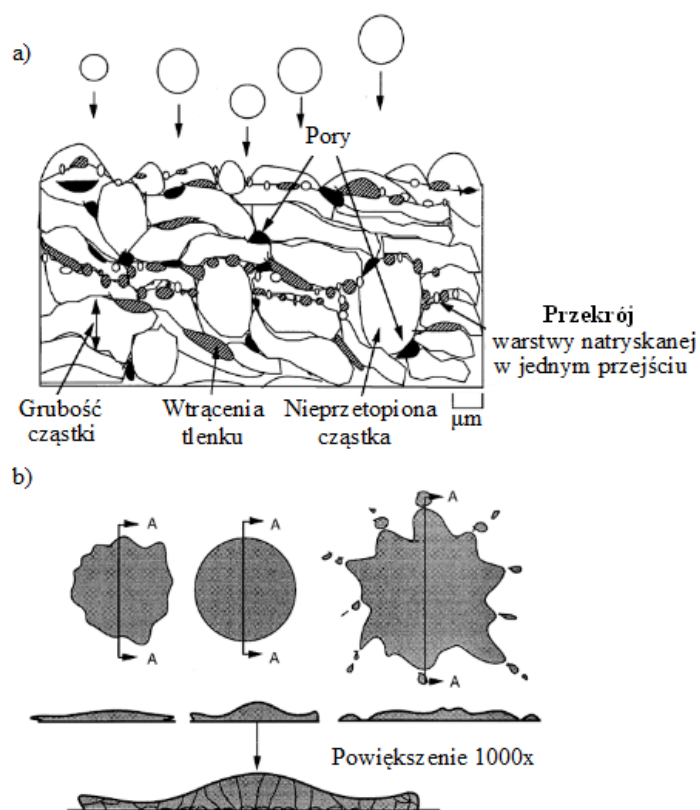 a)
Pory
Przekrój
warstwy natryskanej
w jednym przejściu
Grubość
cząstki
Wtrącenia
tlenku
Nieprzetopiona
cząstka
µm
b)
A
A
A
A
A
A
Powiększenie 1000x